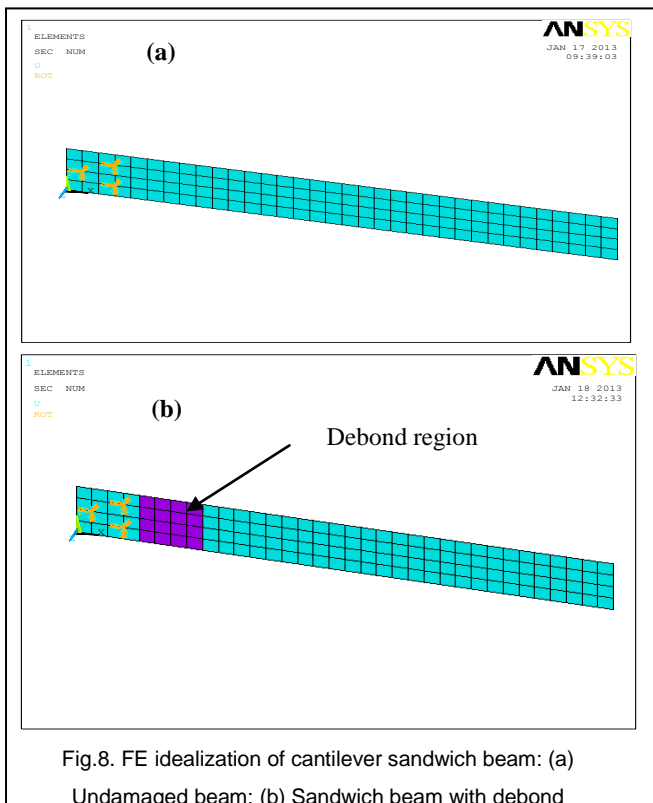 1
ELEMENTS
SEC NUM
U
ROT
(a)
ANSYS
JAN 17 2013
09:39:03
X
1
ELEMENTS
SEC NUM
U
ROT
(b)
ANSYS
JAN 18 2013
12:32:33
Debond region
X
Fig.8. FE idealization of cantilever sandwich beam: (a)
Undamaged beam; (b) Sandwich beam with debond